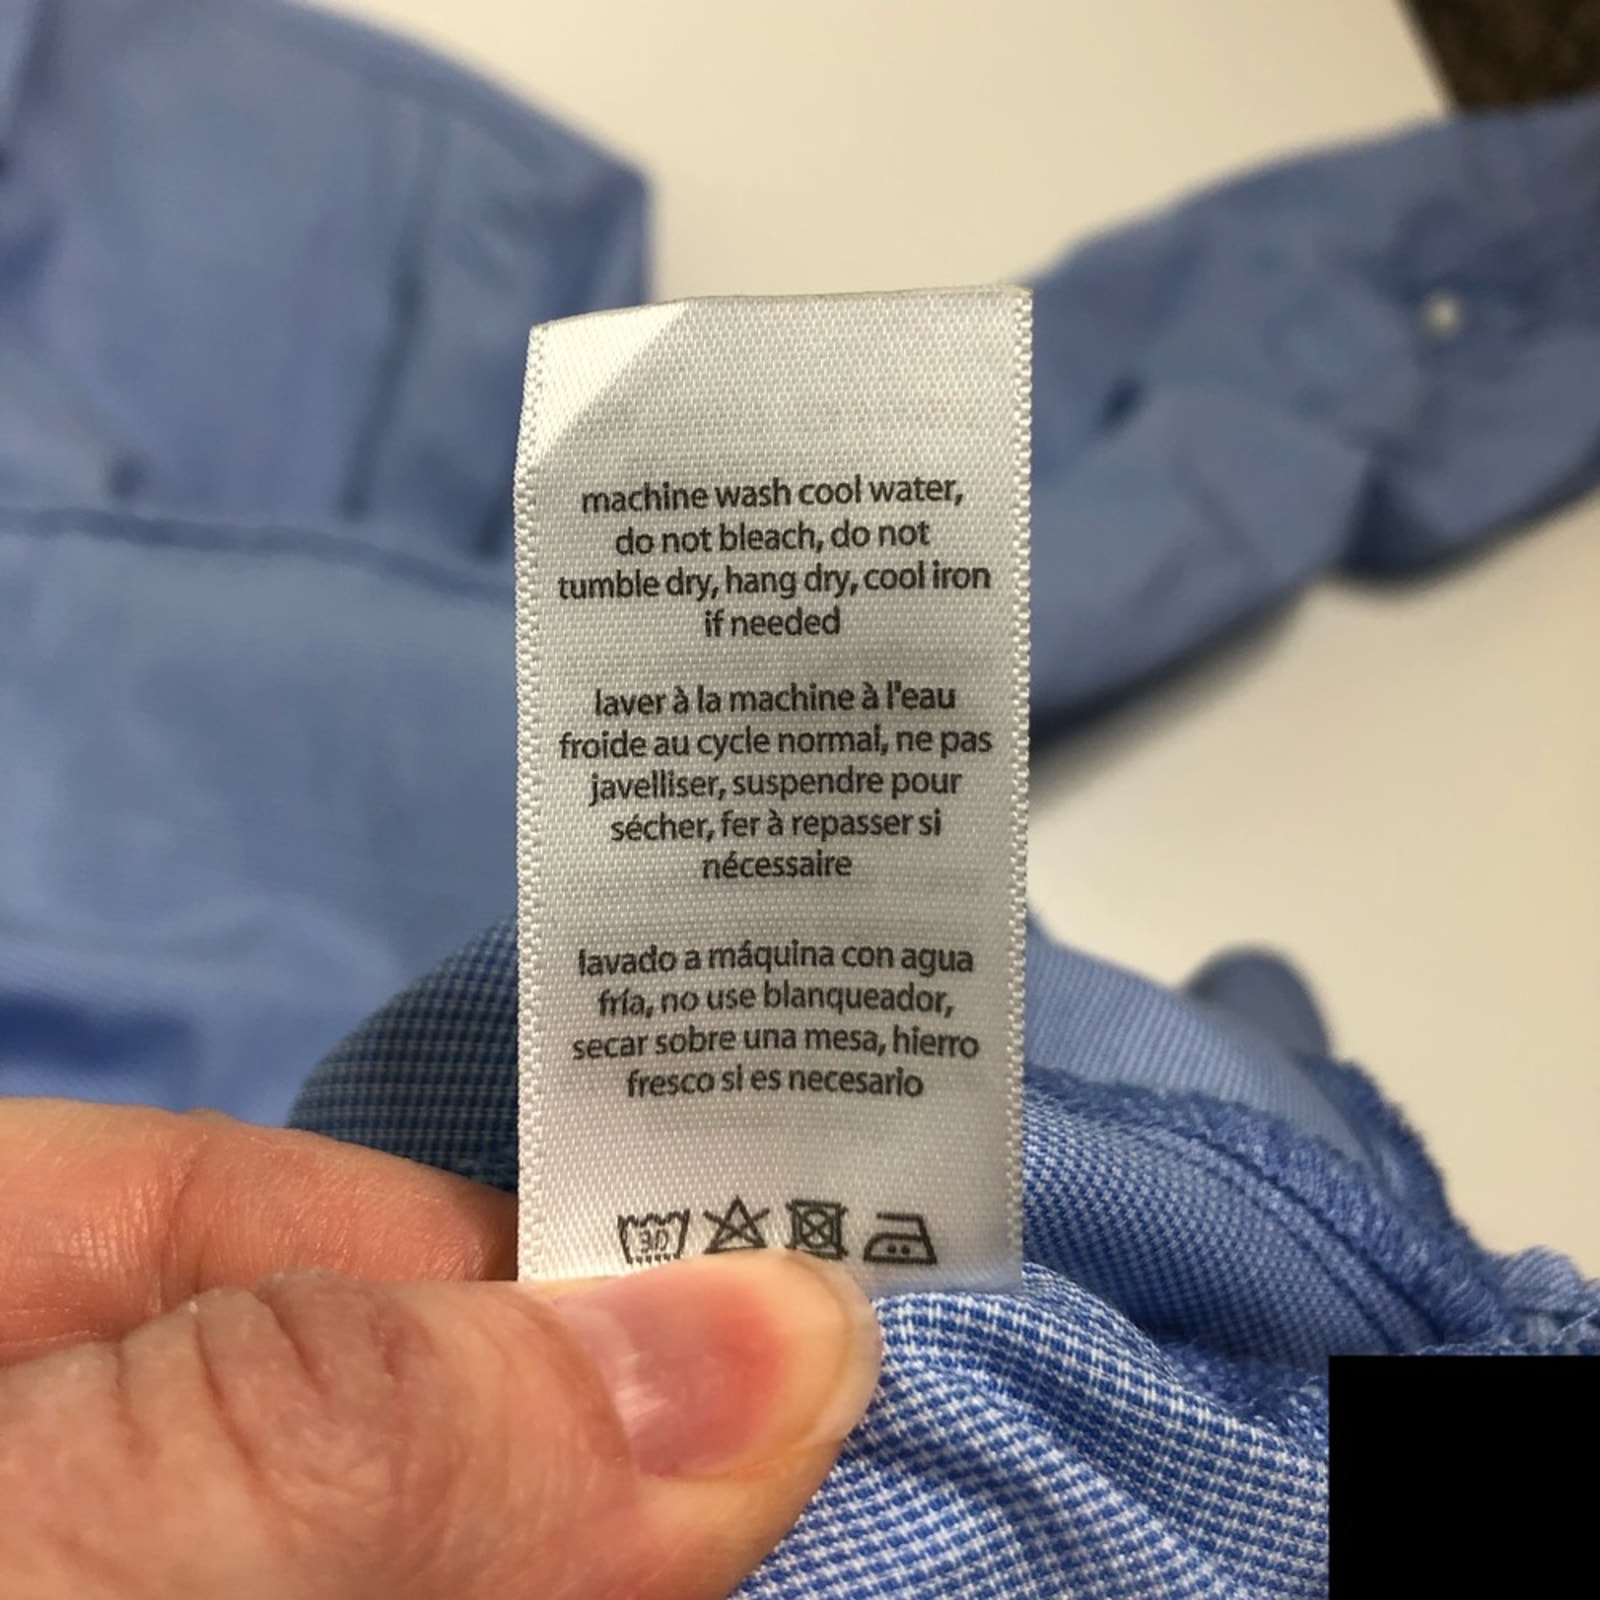 machine wash cool water,
do not bleach, do not
tumble dry, hang dry, cool iron
if needed
laver à la machine à l'eau
froide au cycle normal, ne pas
javelliser, suspendre pour
sécher, fer à repasser si
nécessaire
lavado a máquina con agua
fría, no use blanqueador,
secar sobre una mesa, hierro
fresco si es necesario
30